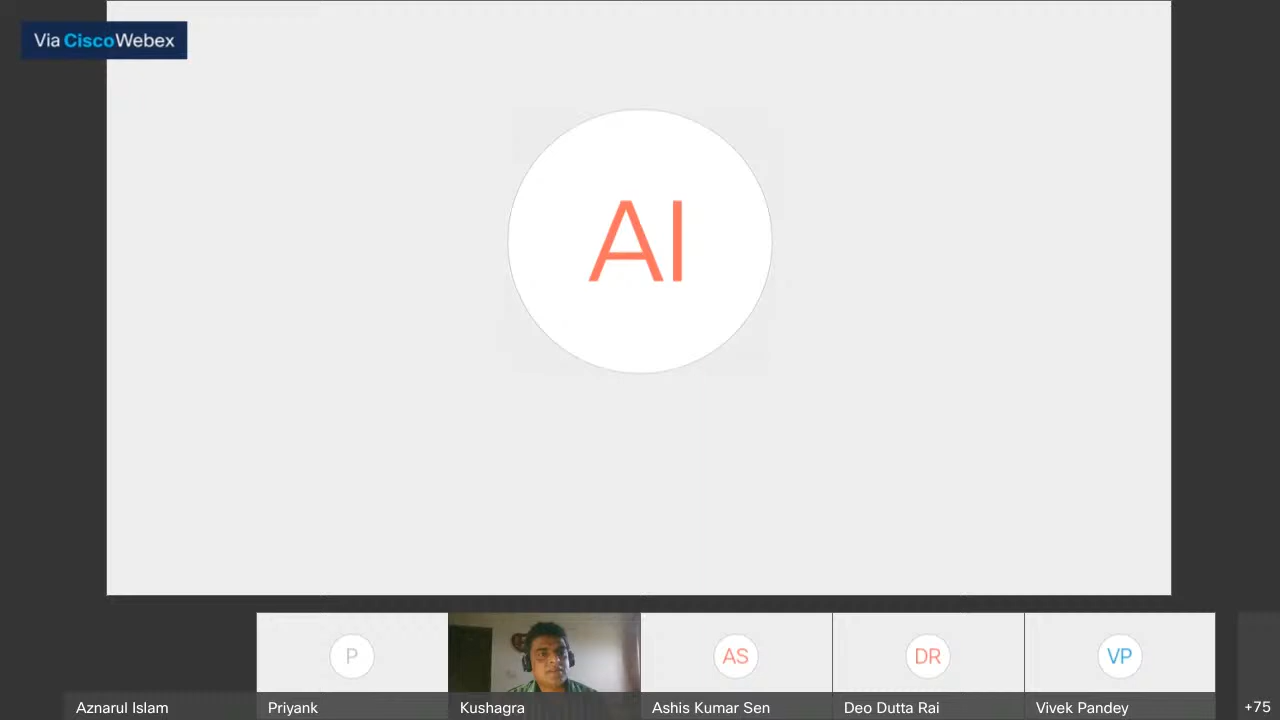 Via CiscoWebex
AI
P
AS
DR
VP
Aznarul Islam
Priyank
Kushagra
Ashis Kumar Sen
Deo Dutta Rai
Vivek Pandey
+75